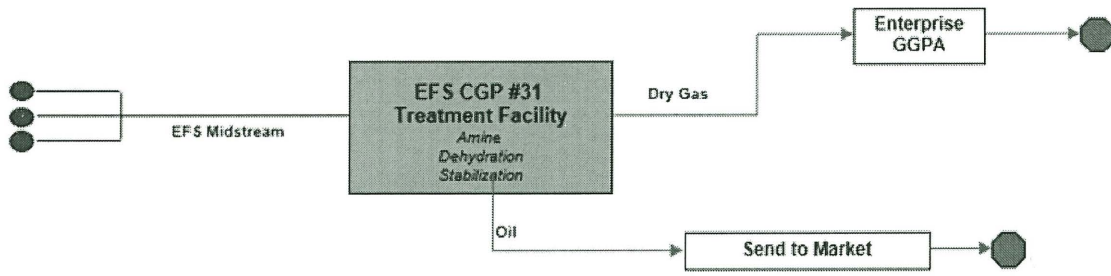 Enterprise
GGPA
EFS CGP #31
Treatment Facility
Amine
Dehydration
Stabilization
Dry Gas
EFS Midstream
Oil
Send to Market